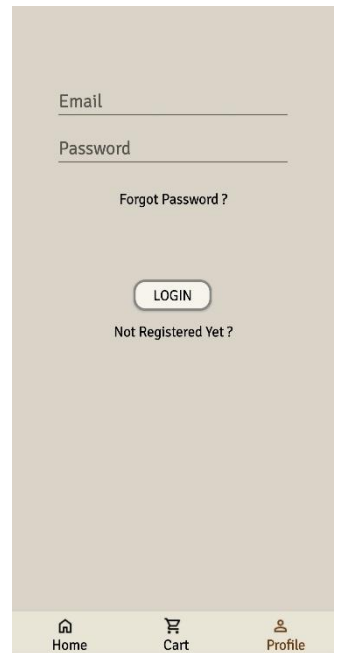 Email
Password
Forgot Password ?
LOGIN
Not Registered Yet ?
Home Cart Profile